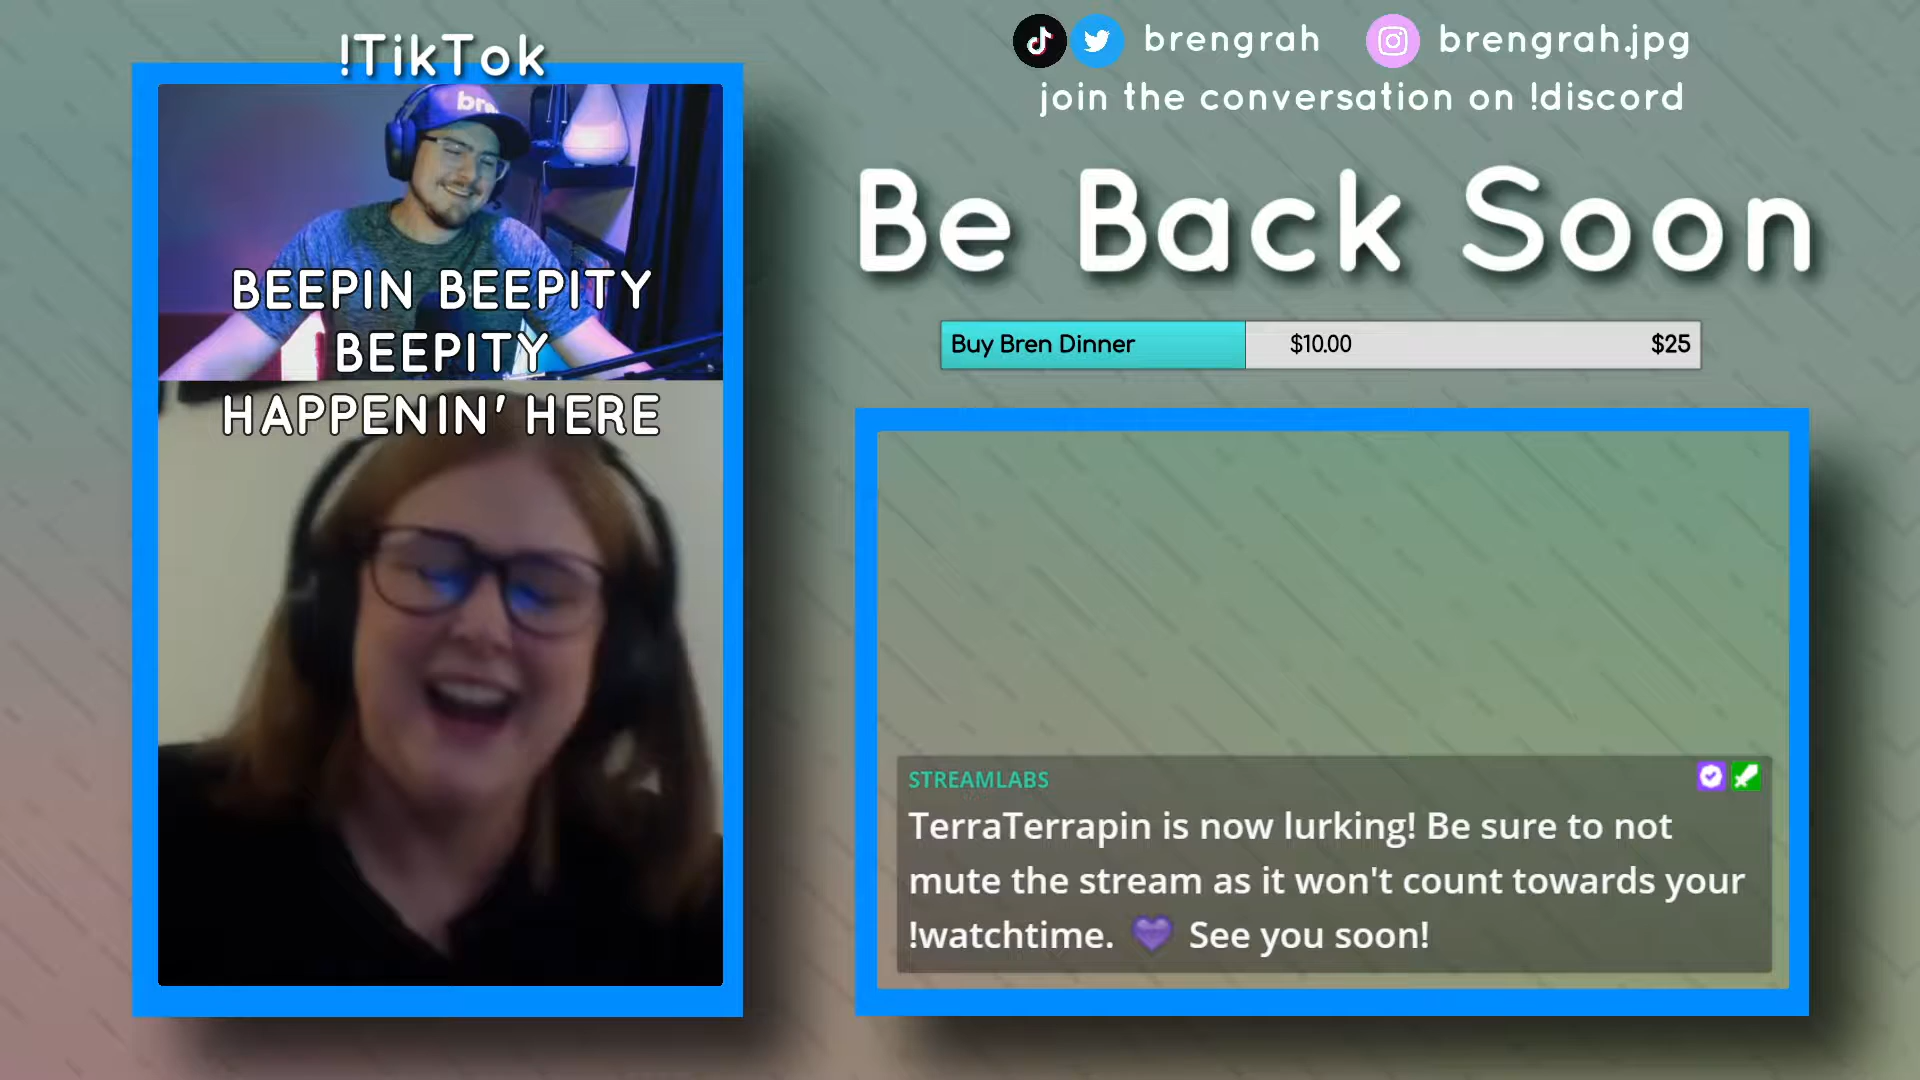 !TikTok
bre
BEEPIN BEEPITY
BEEPITY
HAPPENIN' HERE
brengrah
brengrah.jpg
join the conversation on !discord
Be Back Soon
Buy Bren Dinner $10.00 $25
STREAMLABS
TerraTerrapin is now lurking! Be sure to not
mute the stream as it won't count towards your
!watchtime. 💜 See you soon!